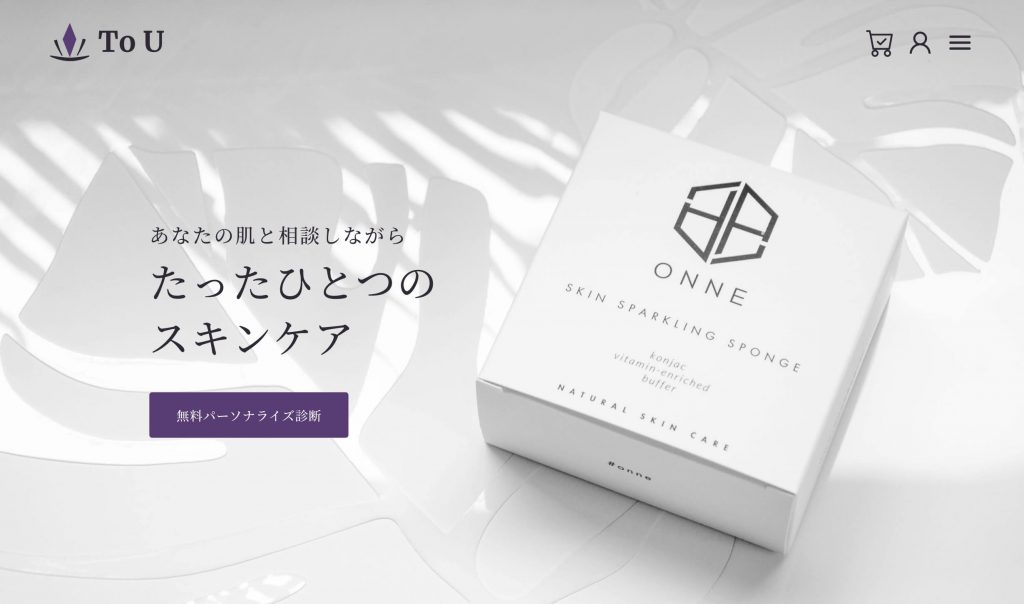 To U
あなたの肌と相談しながら
たったひとつの
スキンケア
無料パーソナライズ診断
ONNE
SKIN SPARKLING SPONGE
konjac
vitamin-enriched
buffer
NATURAL SKIN CARE
#onne